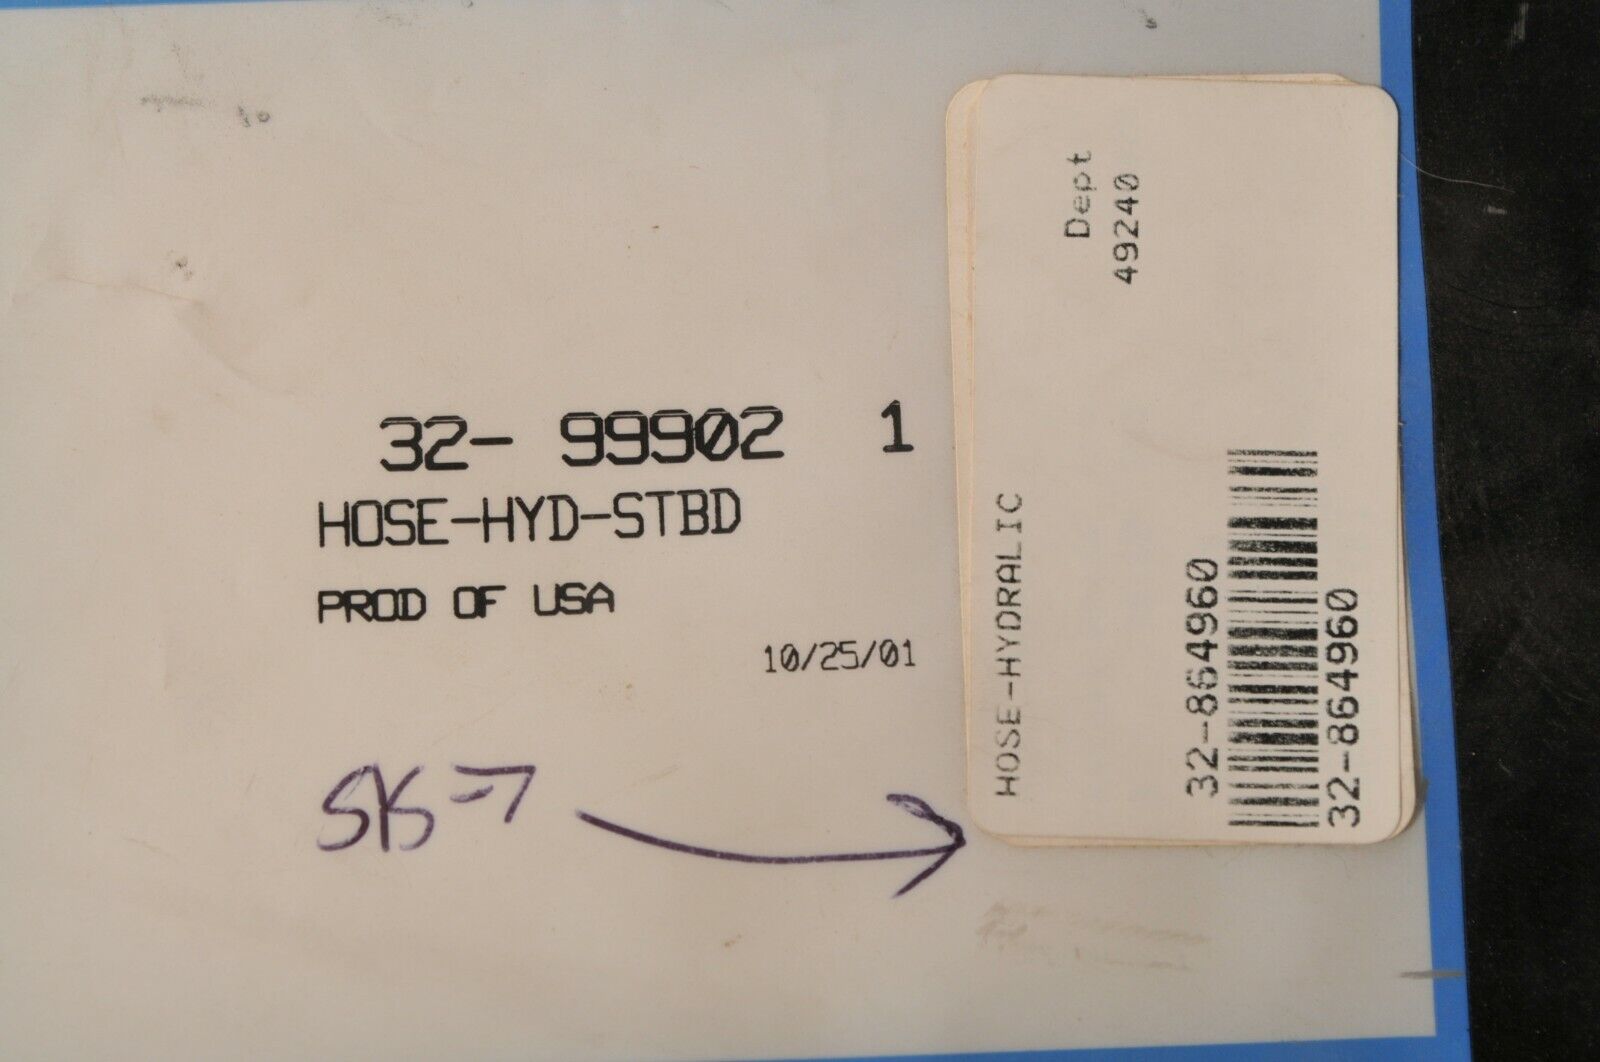 32- 99902 1
HOSE-HYD-STBD
PROD OF USA
10/25/01
Dept
49240
HOSE-HYDRALIC
32-864960
32-864960